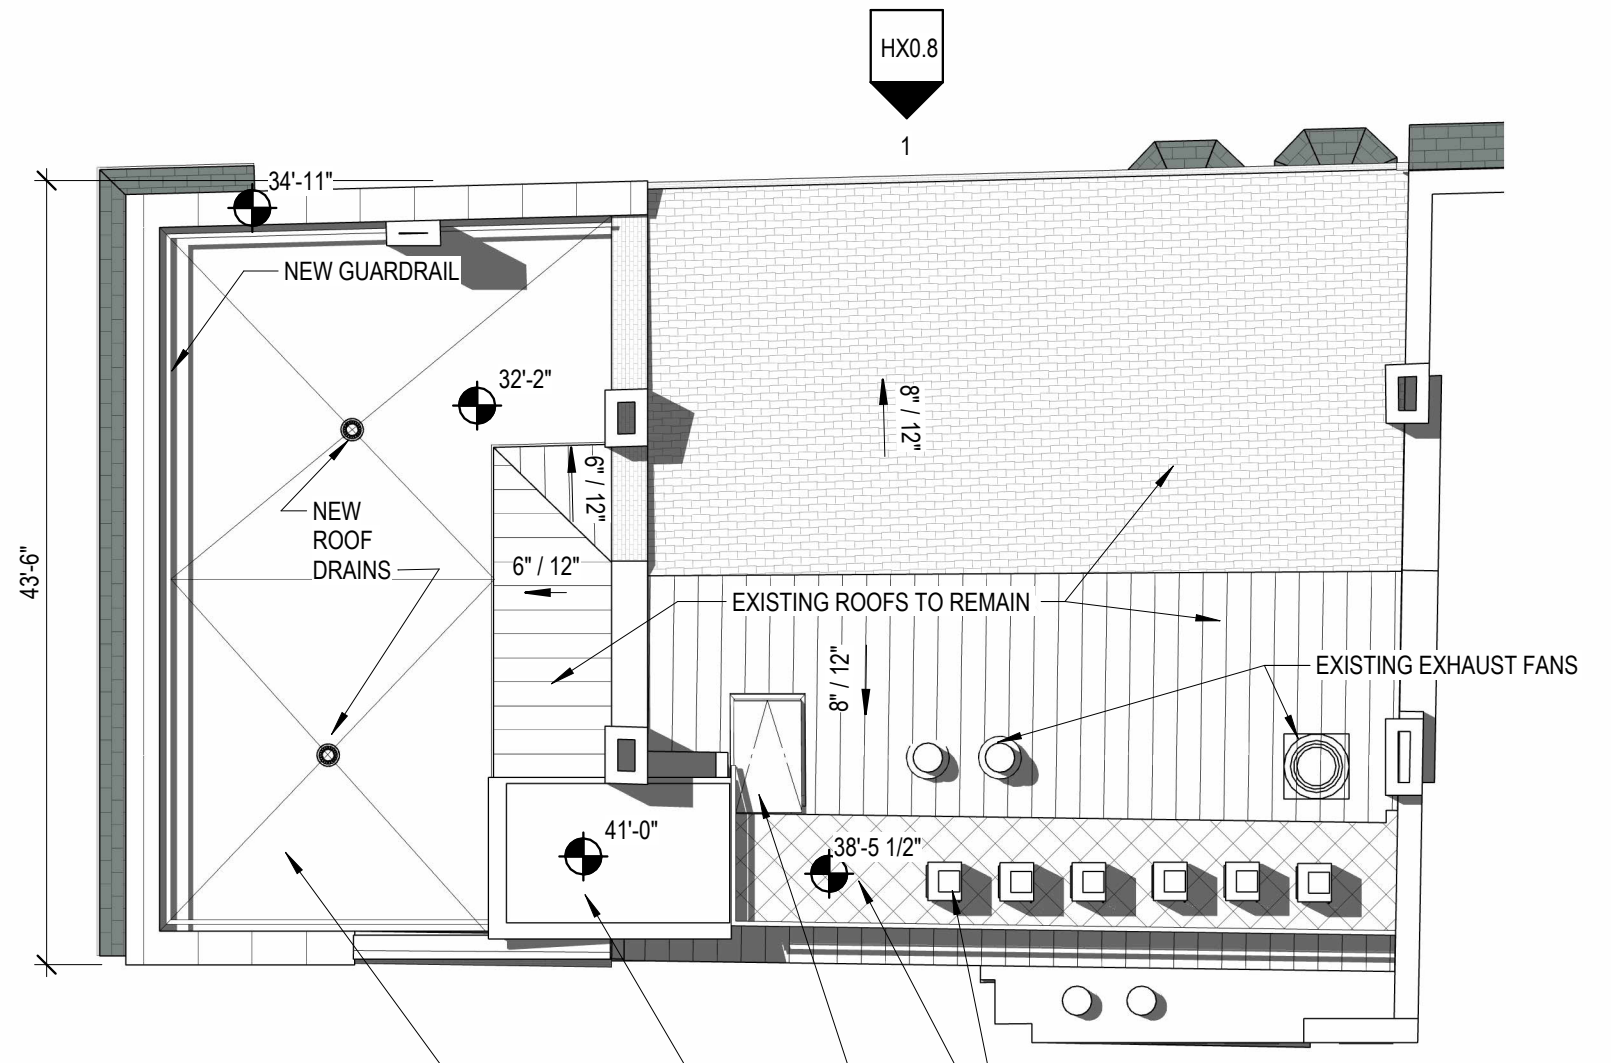 HX0.8
1
34'-11"
NEW GUARDRAIL
32'-2"
8" / 12"
6" / 12"
NEW
ROOF
DRAINS
43'-6"
6" / 12"
EXISTING ROOFS TO REMAIN
8" / 12"
EXISTING EXHAUST FANS
41'-0"
38'-5 1/2"